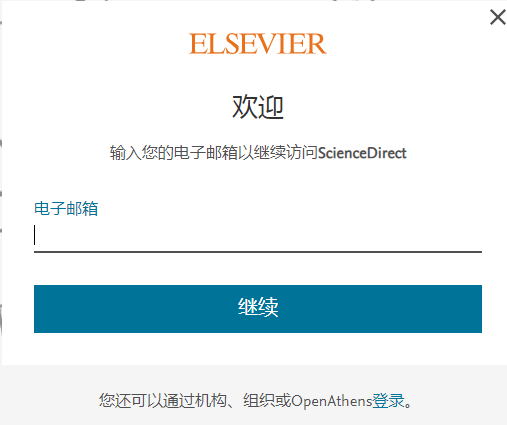 ELSEVIER
欢迎
输入您的电子邮箱以继续访问ScienceDirect
电子邮箱
继续
您还可以通过机构、组织或OpenAthens登录。